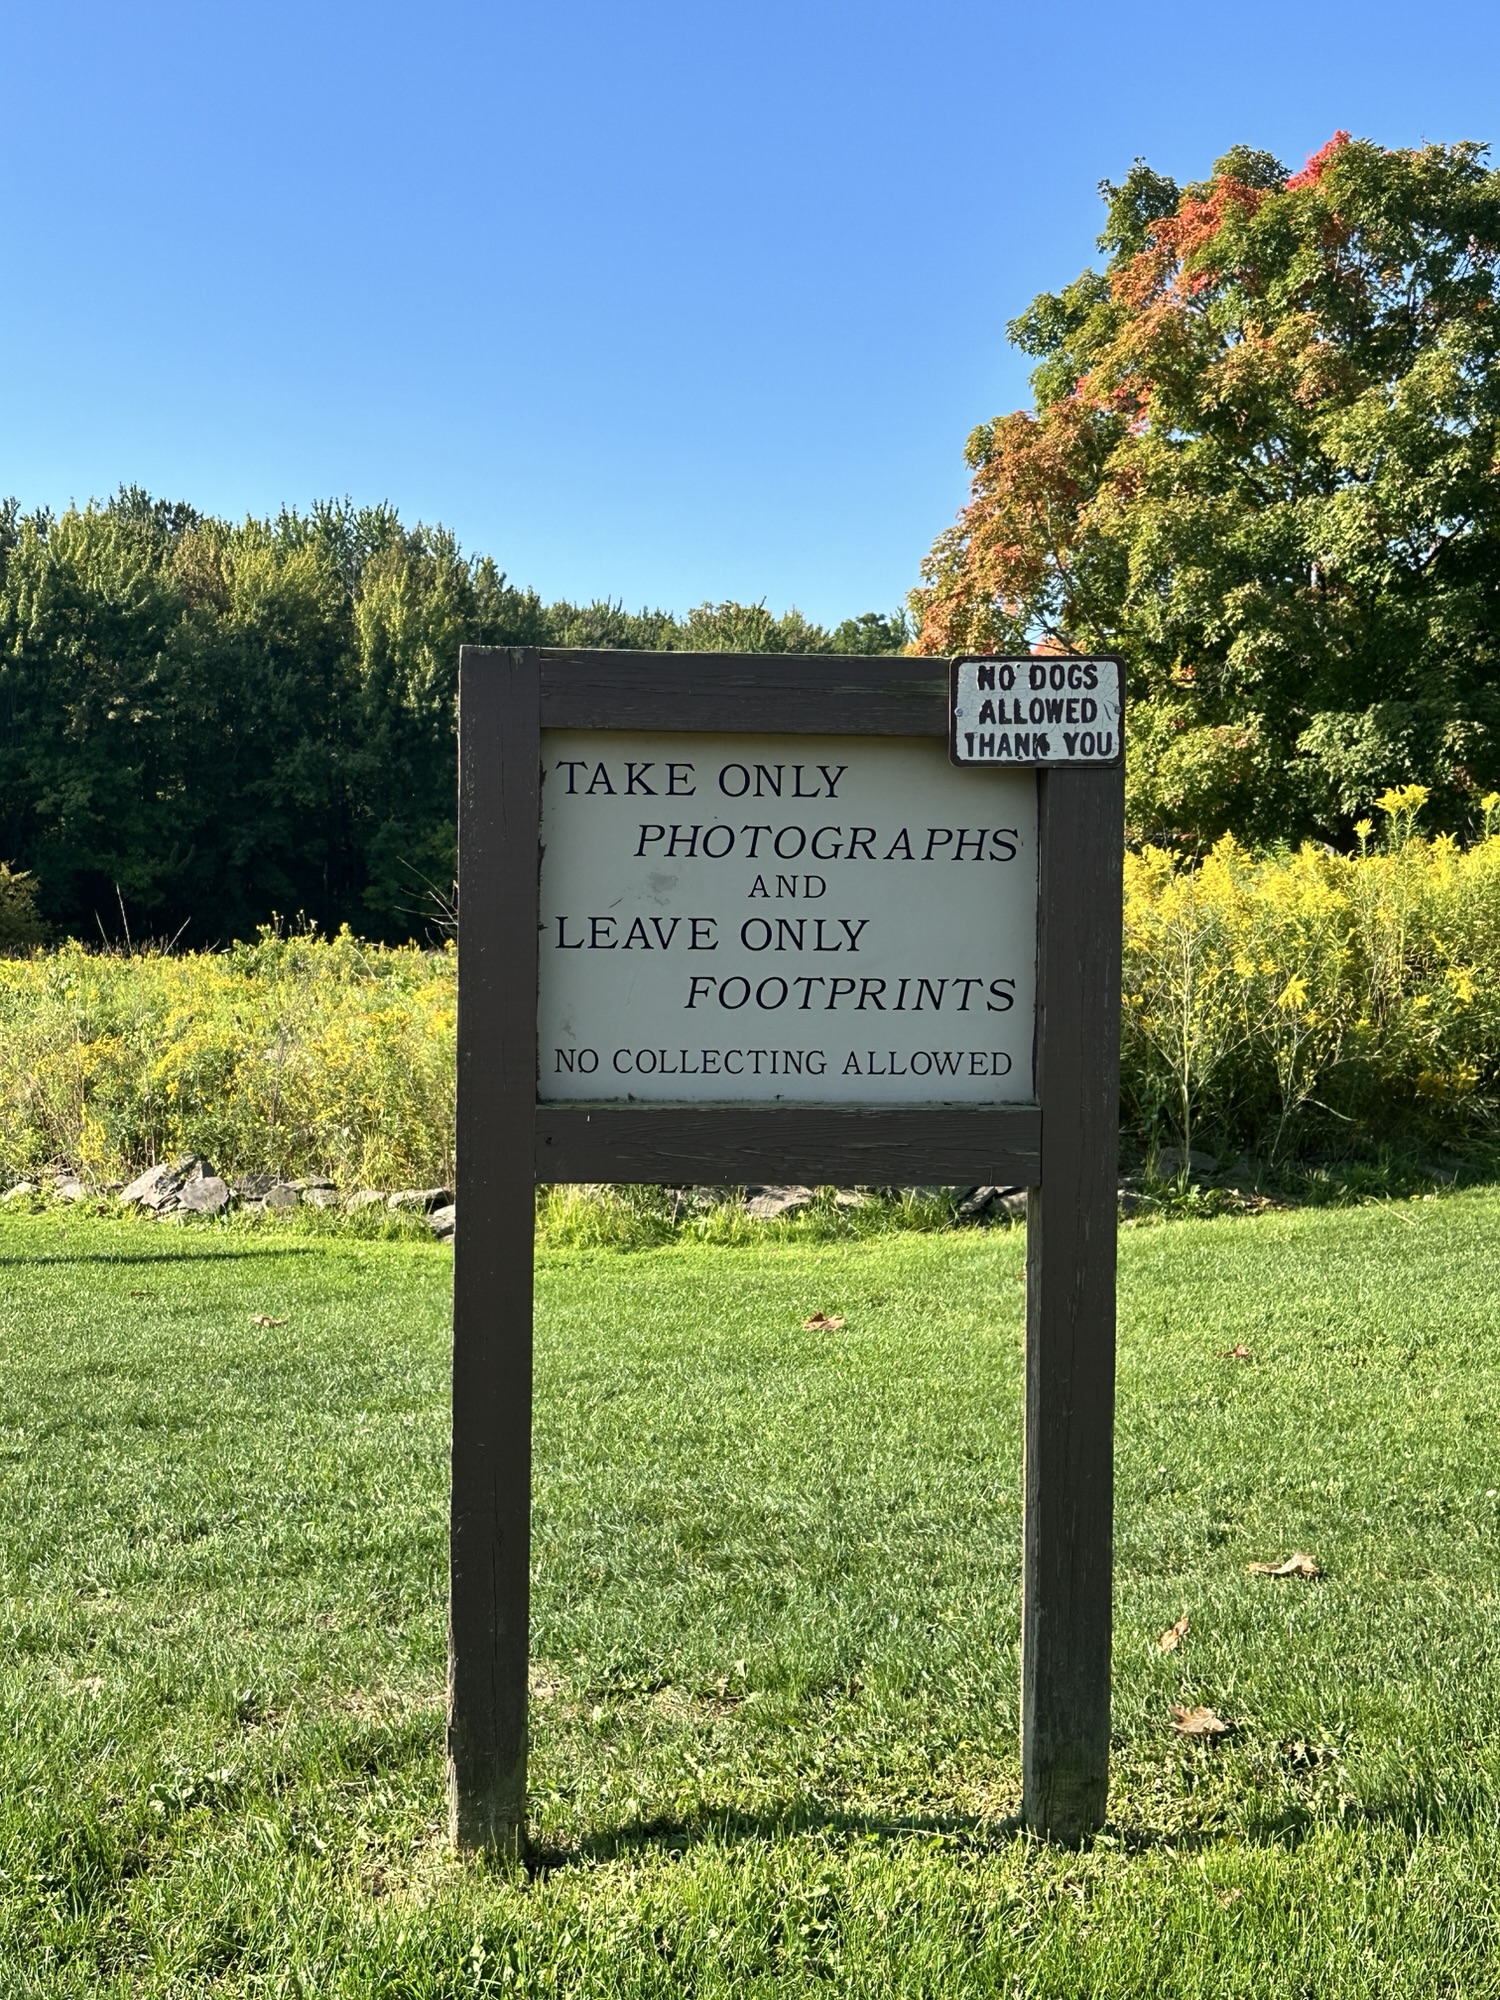 NO DOGS
ALLOWED
THANK YOU
TAKE ONLY
PHOTOGRAPHS
AND
LEAVE ONLY
FOOTPRINTS
NO COLLECTING ALLOWED